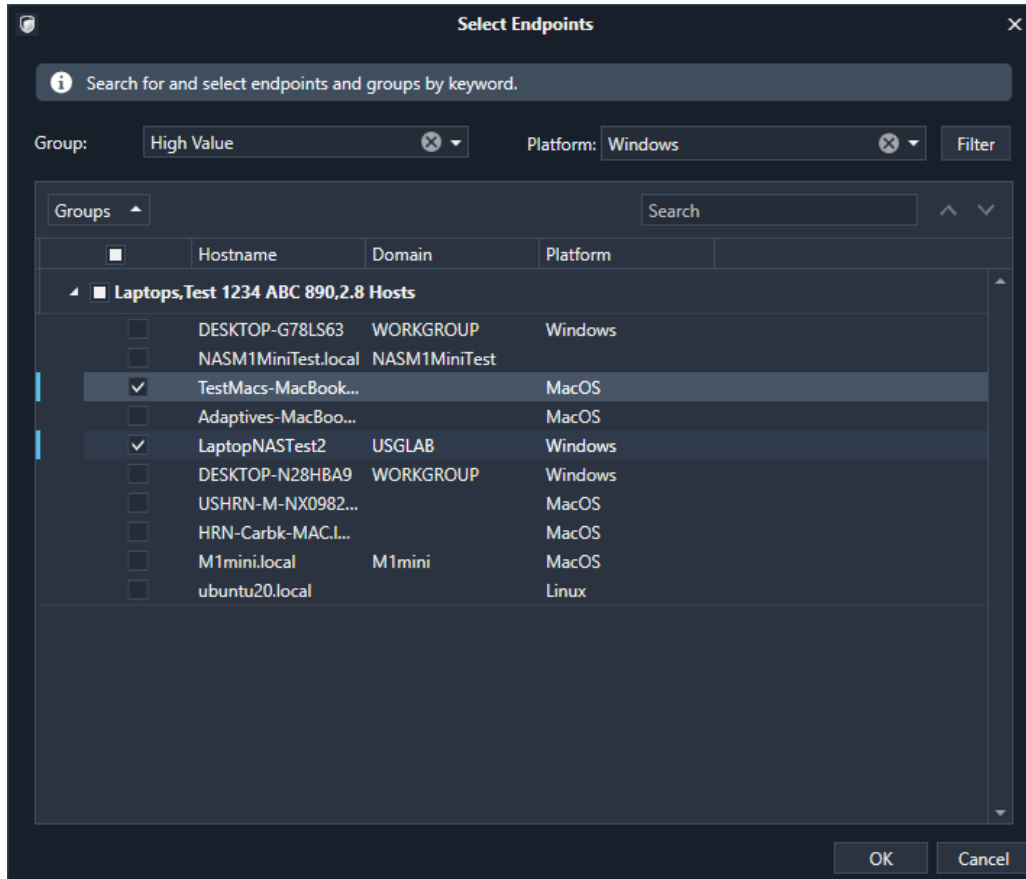 Select Endpoints
Search for and select endpoints and groups by keyword.
Group: High Value Platform: Windows Filter
Groups Search
Hostname Domain Platform
Laptops,Test 1234 ABC 890,2.8 Hosts
DESKTOP-G78LS63 WORKGROUP Windows
NASM1MiniTest.local NASM1MiniTest
TestMacs-MacBook... MacOS
Adaptives-MacBoo... MacOS
LaptopNASTest2 USGLAB Windows
DESKTOP-N28HBA9 WORKGROUP Windows
USHRN-M-NX0982... MacOS
HRN-Carbk-MAC.l... MacOS
M1mini.local M1mini MacOS
ubuntu20.local Linux
OK Cancel